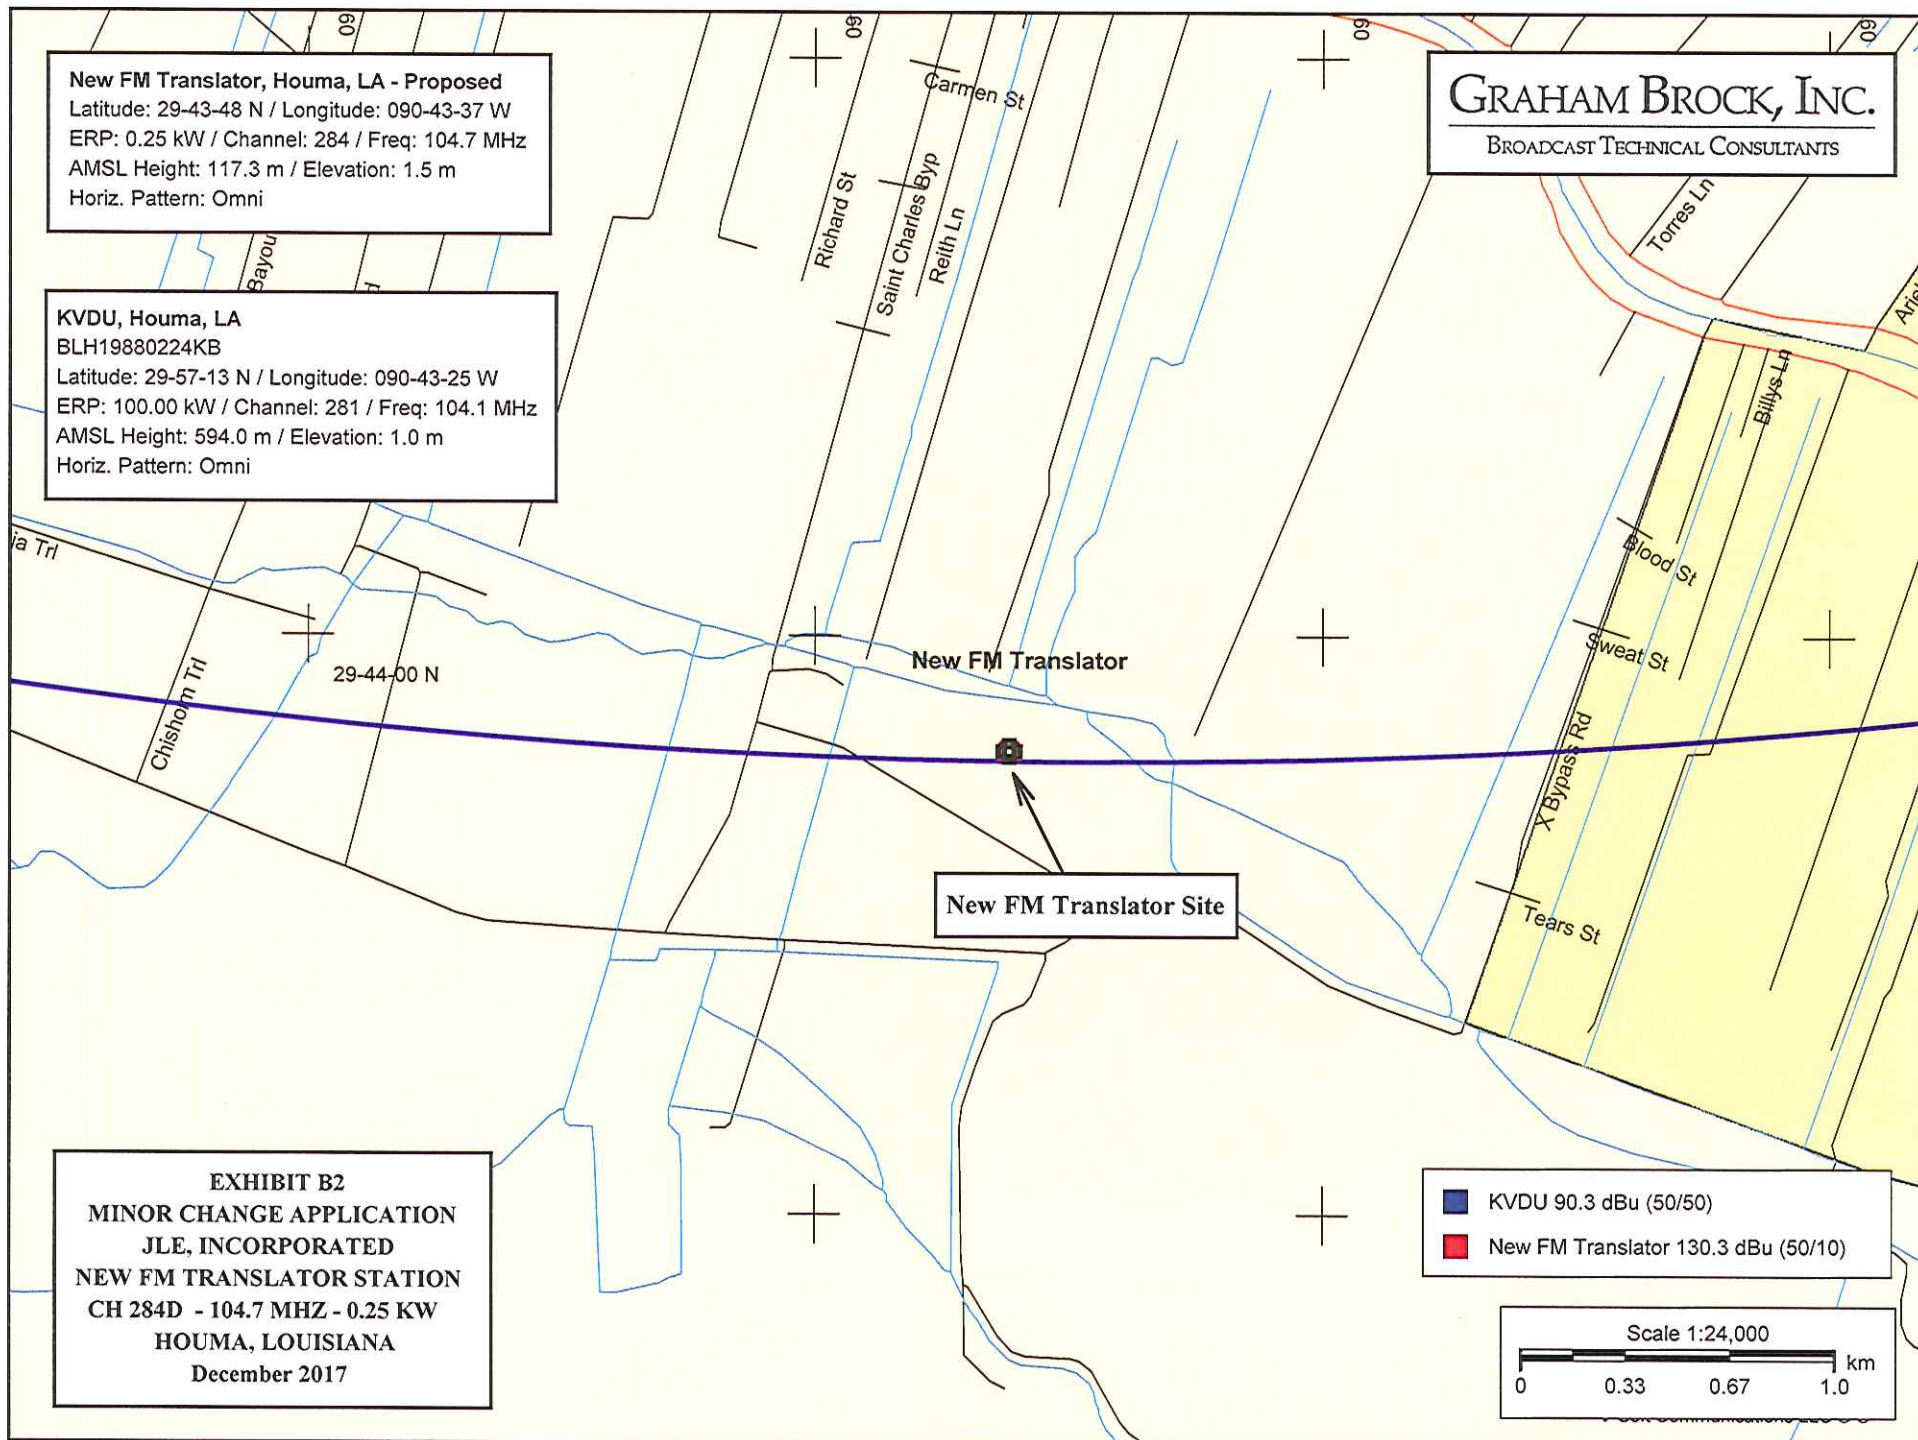 60
60
60
60
New FM Translator, Houma, LA - Proposed
Latitude: 29-43-48 N / Longitude: 090-43-37 W
ERP: 0.25 kW / Channel: 284 / Freq: 104.7 MHz
AMSL Height: 117.3 m / Elevation: 1.5 m
Horiz. Pattern: Omni
GRAHAM BROCK, INC.
BROADCAST TECHNICAL CONSULTANTS
Carmen St
Richard St
Saint Charles Byp
Reith Ln
Torres Ln
Bayou
KVDU, Houma, LA
BLH19880224KB
Latitude: 29-57-13 N / Longitude: 090-43-25 W
ERP: 100.00 kW / Channel: 281 / Freq: 104.1 MHz
AMSL Height: 594.0 m / Elevation: 1.0 m
Horiz. Pattern: Omni
Billys Ln
ia Trl
Blood St
Sweat St
New FM Translator
29-44-00 N
Chishom Trl
X Bypass Rd
New FM Translator Site
Tears St
EXHIBIT B2
MINOR CHANGE APPLICATION
JLE, INCORPORATED
NEW FM TRANSLATOR STATION
CH 284D - 104.7 MHZ - 0.25 KW
HOUMA, LOUISIANA
December 2017
KVDU 90.3 dBu (50/50)
New FM Translator 130.3 dBu (50/10)
Scale 1:24,000
km
0 0.33 0.67 1.0